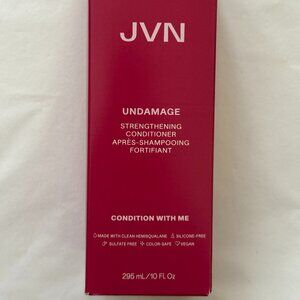 JVN
UNDAMAGE
STRENGTHENING
CONDITIONER
APRÈS-SHAMPOOING
FORTIFIANT
CONDITION WITH ME
MADE WITH CLEAN HEMISQUALANE SILICONE-FREE
SULFATE FREE COLOR-SAFE VEGAN
295 mL/10 Fl. Oz